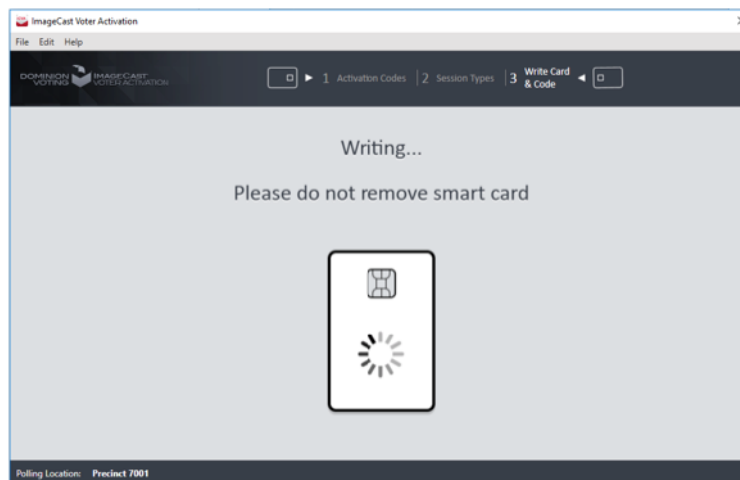 ImageCast Voter Activation
File Edit Help
DOMINION VOTING
IMAGECAST VOTER ACTIVATION
1 Activation Codes
2 Session Types
3 Write Card & Code
Writing...
Please do not remove smart card
Polling Location: Precinct 7001